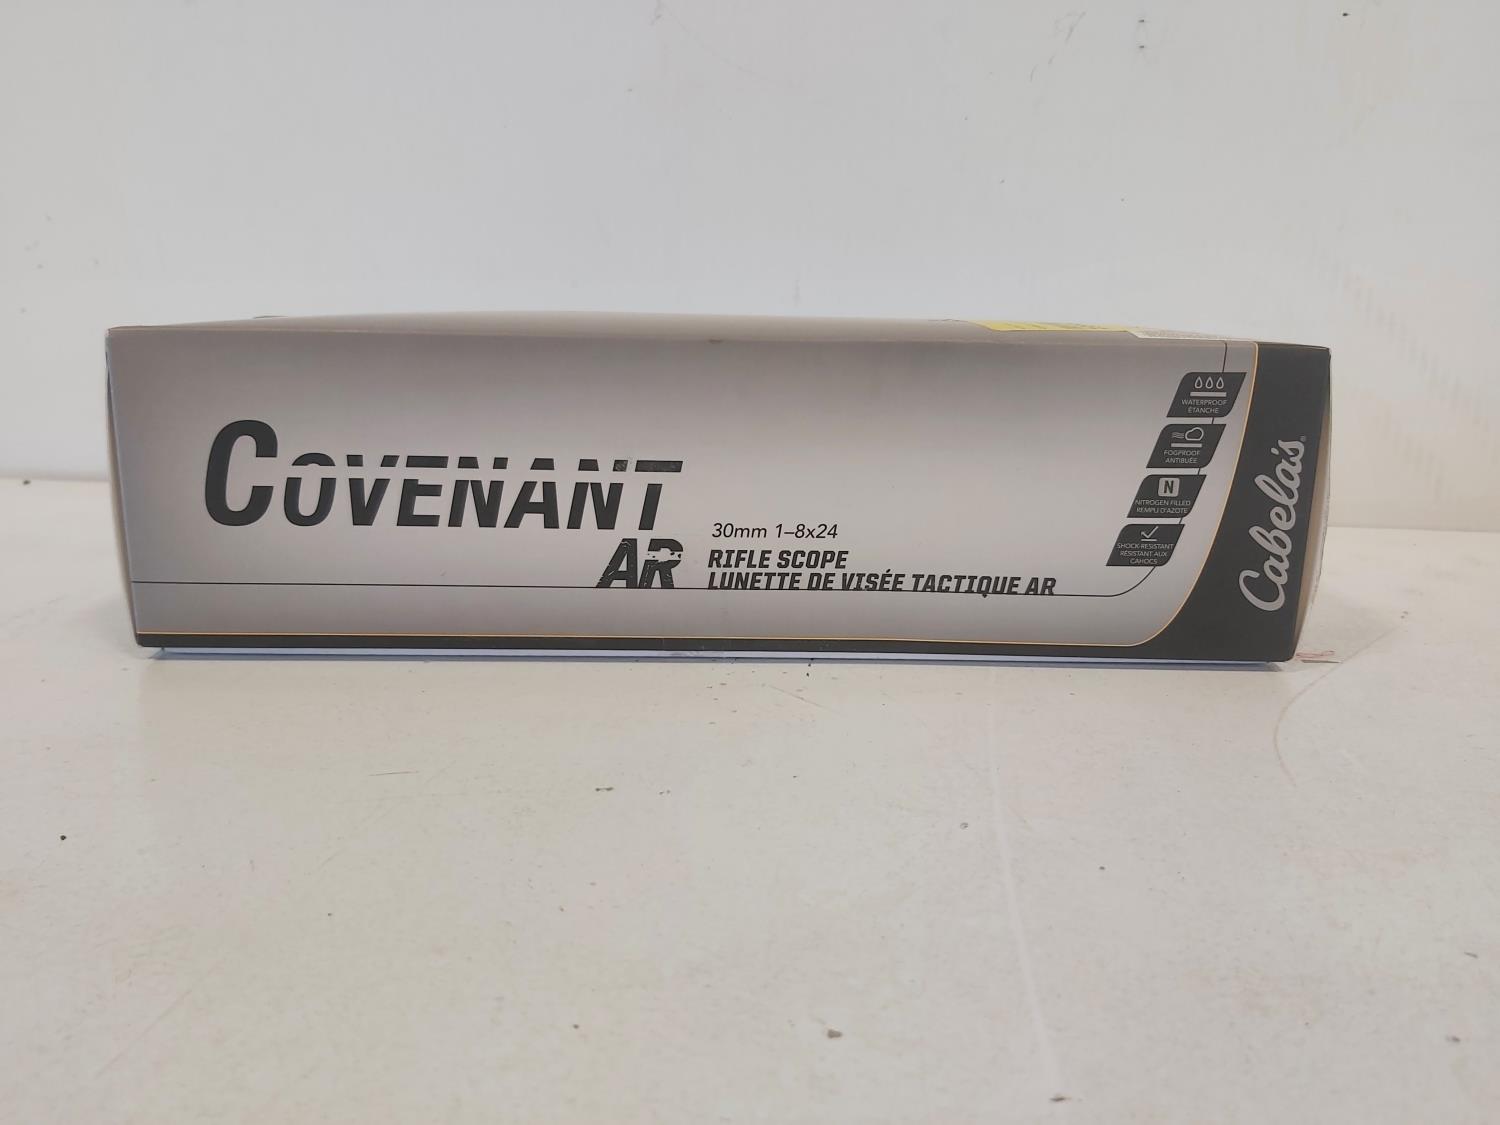 COVENANT
AR
30mm 1–8x24
RIFLE SCOPE
LUNETTE DE VISÉE TACTIQUE AR
WATERPROOF
ÉTANCHE
FOGPROOF
ANTIBUÉE
N
NITROGEN FILLED
REMPLI D'AZOTE
SHOCK-RESISTANT
RÉSISTANT AUX
CAHOCS
Cabela's®